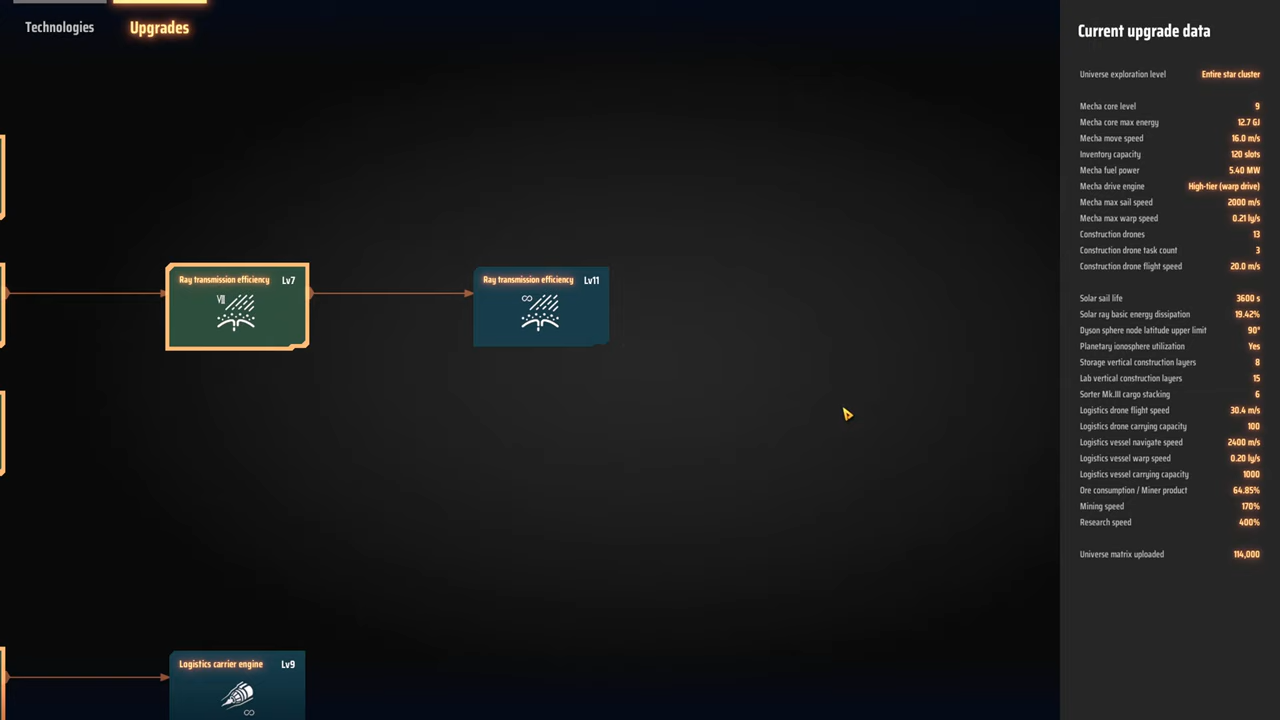 Technologies
Upgrades
Ray transmission efficiency Lv7
VII
Ray transmission efficiency Lv11
∞
Logistics carrier engine Lv9
∞
Current upgrade data
Universe exploration level Entire star cluster
Mecha core level 9
Mecha core max energy 12.7 GJ
Mecha move speed 16.0 m/s
Inventory capacity 120 slots
Mecha fuel power 5.40 MW
Mecha drive engine High-tier (warp drive)
Mecha max sail speed 2000 m/s
Mecha max warp speed 0.21 ly/s
Construction drones 13
Construction drone task count 3
Construction drone flight speed 20.0 m/s
Solar sail life 3600 s
Solar ray basic energy dissipation 19.42%
Dyson sphere node latitude upper limit 90°
Planetary ionosphere utilization Yes
Storage vertical construction layers 8
Lab vertical construction layers 15
Sorter Mk.III cargo stacking 6
Logistics drone flight speed 30.4 m/s
Logistics drone carrying capacity 100
Logistics vessel navigate speed 2400 m/s
Logistics vessel warp speed 0.20 ly/s
Logistics vessel carrying capacity 1000
Ore consumption / Miner product 64.85%
Mining speed 170%
Research speed 400%
Universe matrix uploaded 114,000